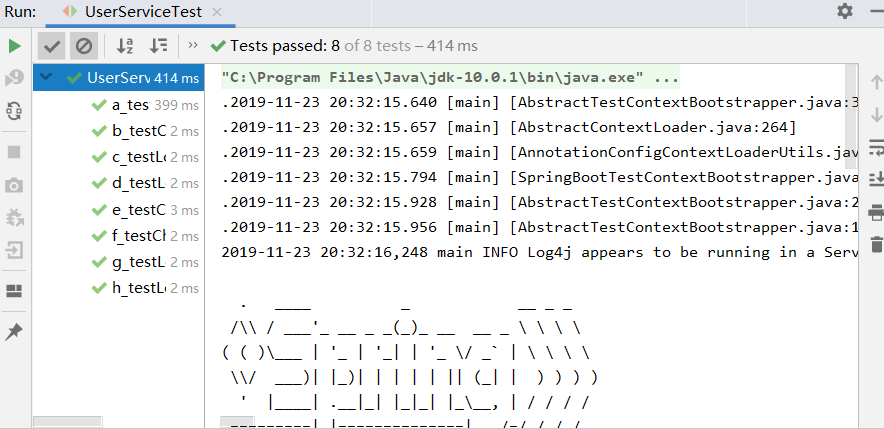 Run: UserServiceTest
Tests passed: 8 of 8 tests – 414 ms
UserServ 414 ms
a_tes 399 ms
b_testC 2 ms
c_testLo 2 ms
d_testL 2 ms
e_testC 3 ms
f_testCh 2 ms
g_testL 2 ms
h_testLo 2 ms
"C:\Program Files\Java\jdk-10.0.1\bin\java.exe" ...
.2019-11-23 20:32:15.640 [main] [AbstractTestContextBootstrapper.java:3
.2019-11-23 20:32:15.657 [main] [AbstractContextLoader.java:264]
.2019-11-23 20:32:15.659 [main] [AnnotationConfigContextLoaderUtils.jav
.2019-11-23 20:32:15.794 [main] [SpringBootTestContextBootstrapper.java
.2019-11-23 20:32:15.928 [main] [AbstractTestContextBootstrapper.java:2
.2019-11-23 20:32:15.956 [main] [AbstractTestContextBootstrapper.java:1
2019-11-23 20:32:16,248 main INFO Log4j appears to be running in a Serv
  .   ____          _            __ _ _
 /\\ / ___'_ __ _ _(_)_ __  __ _ \ \ \ \
( ( )\___ | '_ | '_| | '_ \/ _` | \ \ \ \
 \\/  ___)| |_)| | | | | || (_| |  ) ) ) )
  '  |____| .__|_| |_|_| |_\__, | / / / /
 =========|_|==============|___/=/_/_/_/